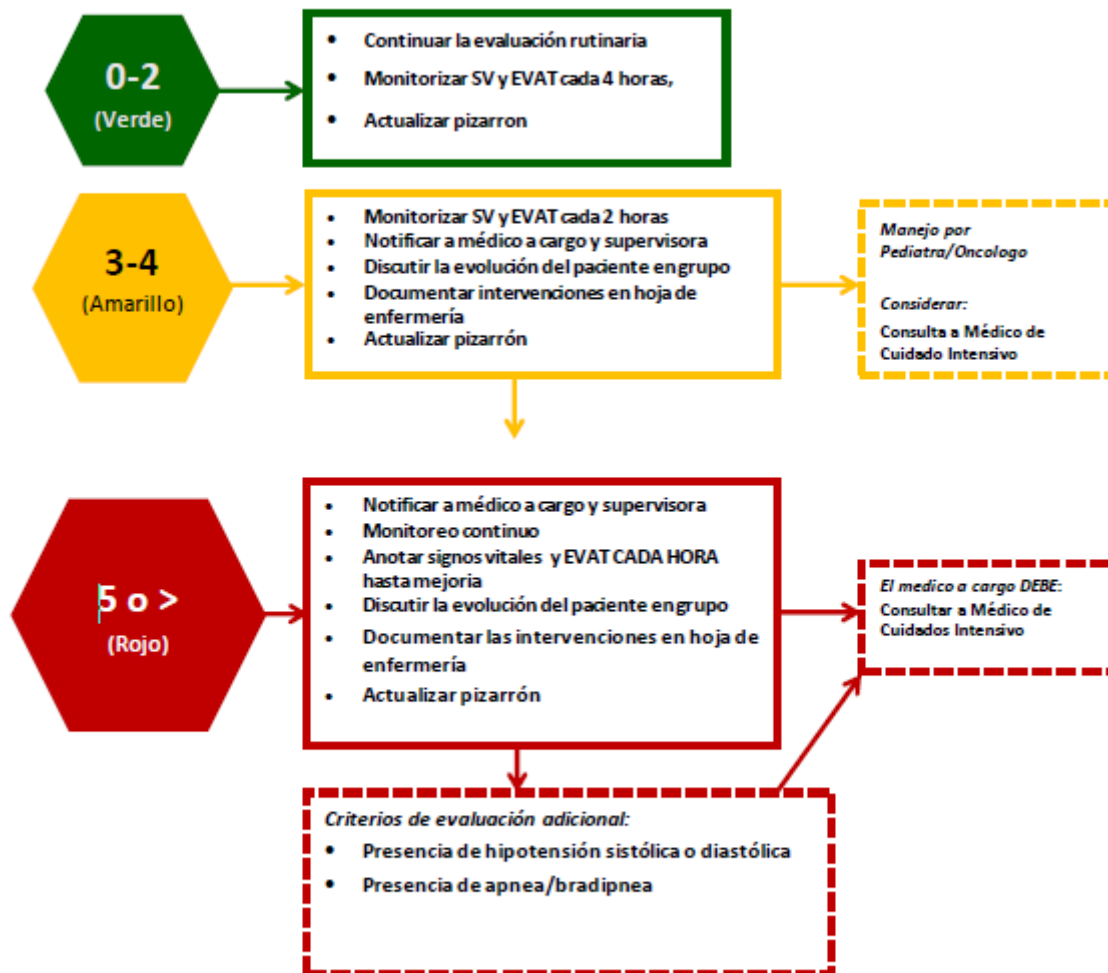 0-2
(Verde)
• Continuar la evaluación rutinaria
• Monitorizar SV y EVAT cada 4 horas,
• Actualizar pizarron
3-4
(Amarillo)
• Monitorizar SV y EVAT cada 2 horas
• Notificar a médico a cargo y supervisora
• Discutir la evolución del paciente en grupo
• Documentar intervenciones en hoja de
enfermería
• Actualizar pizarrón
Manejo por
Pediatra/Oncologo
Considerar:
Consulta a Médico de
Cuidado Intensivo
5 o >
(Rojo)
• Notificar a médico a cargo y supervisora
• Monitoreo continuo
• Anotar signos vitales y EVAT CADA HORA
hasta mejoria
• Discutir la evolución del paciente en grupo
• Documentar las intervenciones en hoja de
enfermería
• Actualizar pizarrón
El medico a cargo DEBE:
Consultar a Médico de
Cuidados Intensivo
Criterios de evaluación adicional:
• Presencia de hipotensión sistólica o diastólica
• Presencia de apnea/bradipnea